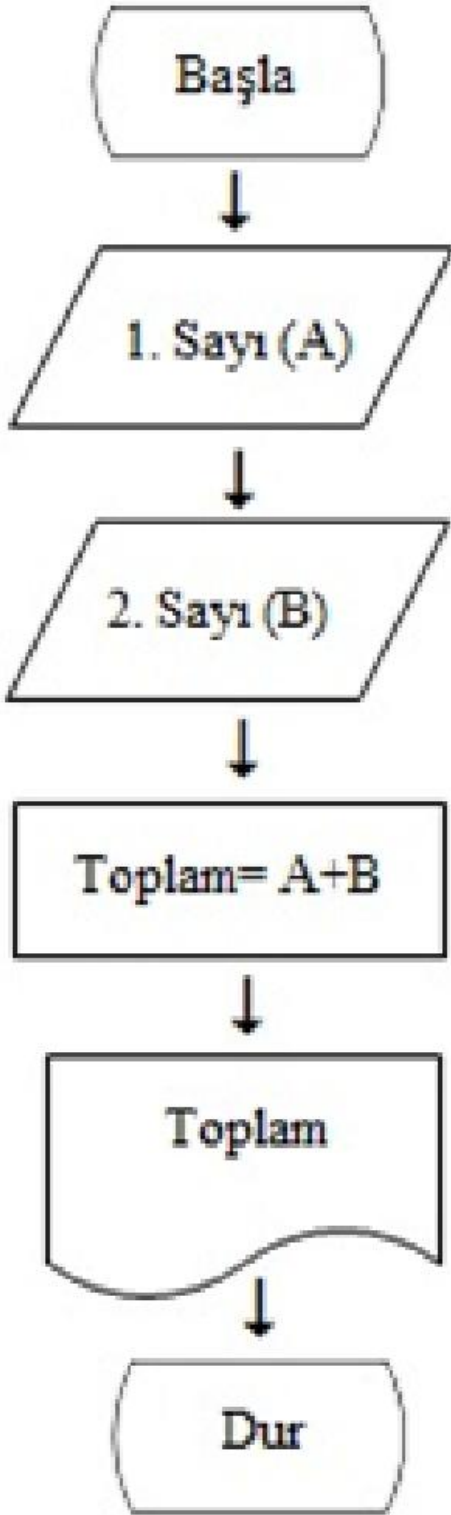 Başla
1. Sayı (A)
2. Sayı (B)
Toplam= A+B
Toplam
Dur